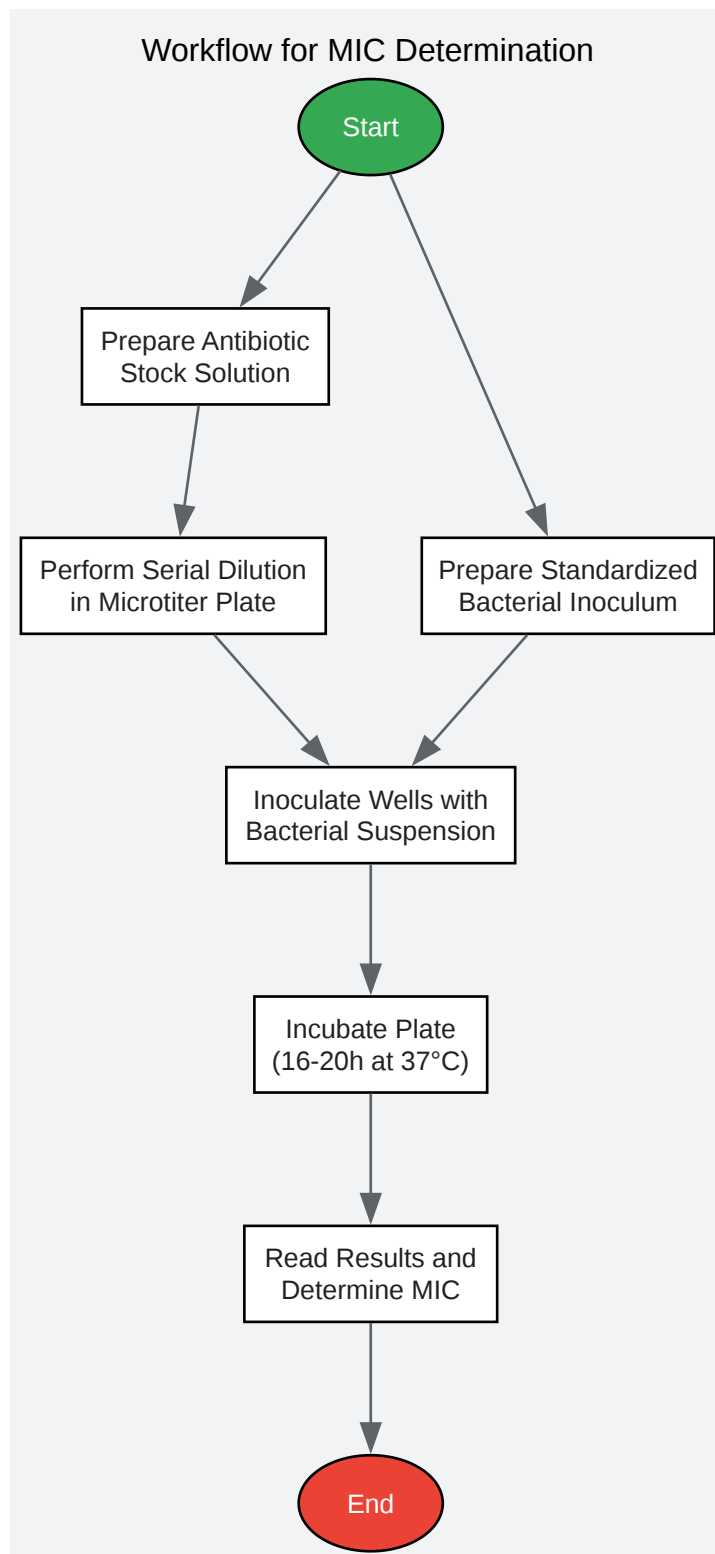 Workflow for MIC Determination
Start
Prepare Antibiotic
Stock Solution
Perform Serial Dilution
in Microtiter Plate
Prepare Standardized
Bacterial Inoculum
Inoculate Wells with
Bacterial Suspension
Incubate Plate
(16-20h at 37°C)
Read Results and
Determine MIC
End